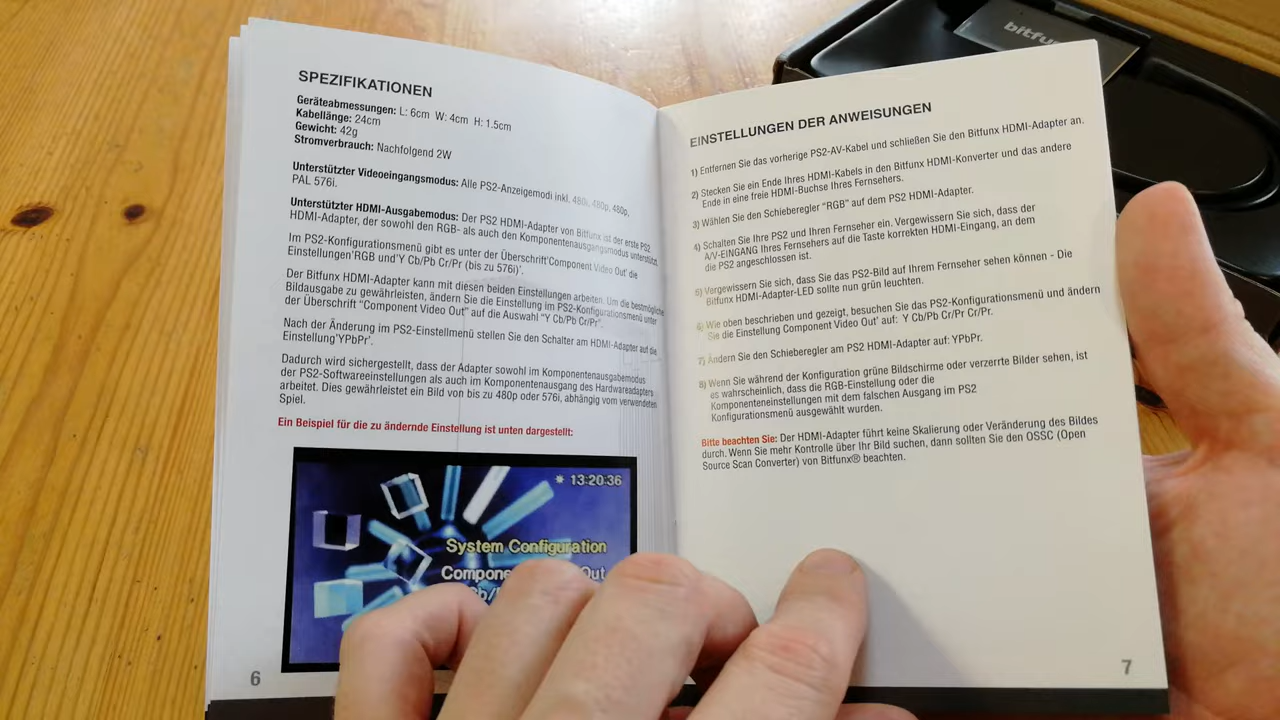 SPEZIFIKATIONEN
Geräteabmessungen: L: 6cm W: 4cm H: 1.5cm
Kabellänge: 24cm
Gewicht: 42g
Stromverbrauch: Nachfolgend 2W
Unterstützter Videoeingangsmodus: Alle PS2-Anzeigemodi inkl. 480i, 480p, 480p,
PAL 576i.
Unterstützter HDMI-Ausgabemodus: Der PS2 HDMI-Adapter von Bitfunx ist der erste PS2
HDMI-Adapter, der sowohl den RGB- als auch den Komponentenausgangsmodus unterstützt.
Im PS2-Konfigurationsmenü gibt es unter der Überschrift'Component Video Out' die
Einstellungen'RGB und'Y Cb/Pb Cr/Pr (bis zu 576i)'.
Der Bitfunx HDMI-Adapter kann mit diesen beiden Einstellungen arbeiten. Um die bestmögliche
Bildausgabe zu gewährleisten, ändern Sie die Einstellung im PS2-Konfigurationsmenü unter
der Überschrift "Component Video Out" auf die Auswahl "Y Cb/Pb Cr/Pr".
Nach der Änderung im PS2-Einstellmenü stellen Sie den Schalter am HDMI-Adapter auf die
Einstellung'YPbPr'.
Dadurch wird sichergestellt, dass der Adapter sowohl im Komponentenausgabemodus
der PS2-Softwareeinstellungen als auch im Komponentenausgang des Hardwareadapters
arbeitet. Dies gewährleistet ein Bild von bis zu 480p oder 576i, abhängig vom verwendeten
Spiel.
Ein Beispiel für die zu ändernde Einstellung ist unten dargestellt:
13:20:36
System Configuration
Compone Out
6
bitfun
EINSTELLUNGEN DER ANWEISUNGEN
1) Entfernen Sie das vorherige PS2-AV-Kabel und schließen Sie den Bitfunx HDMI-Adapter an.
2) Stecken Sie ein Ende Ihres HDMI-Kabels in den Bitfunx HDMI-Konverter und das andere
Ende in eine freie HDMI-Buchse Ihres Fernsehers.
3) Wählen Sie den Schieberegler "RGB" auf dem PS2 HDMI-Adapter.
4) Schalten Sie Ihre PS2 und Ihren Fernseher ein. Vergewissern Sie sich, dass der
A/V-EINGANG Ihres Fernsehers auf die Taste korrekten HDMI-Eingang, an dem
die PS2 angeschlossen ist.
5) Vergewissern Sie sich, dass Sie das PS2-Bild auf Ihrem Fernseher sehen können - Die
Bitfunx HDMI-Adapter-LED sollte nun grün leuchten.
6) Wie oben beschrieben und gezeigt, besuchen Sie das PS2-Konfigurationsmenü und ändern
Sie die Einstellung Component Video Out' auf: Y Cb/Pb Cr/Pr Cr/Pr.
7) Ändern Sie den Schieberegler am PS2 HDMI-Adapter auf: YPbPr.
8) Wenn Sie während der Konfiguration grüne Bildschirme oder verzerrte Bilder sehen, ist
es wahrscheinlich, dass die RGB-Einstellung oder die
Komponenteneinstellungen mit dem falschen Ausgang im PS2
Konfigurationsmenü ausgewählt wurden.
Bitte beachten Sie: Der HDMI-Adapter führt keine Skalierung oder Veränderung des Bildes
durch. Wenn Sie mehr Kontrolle über Ihr Bild suchen, dann sollten Sie den OSSC (Open
Source Scan Converter) von Bitfunx® beachten.
7